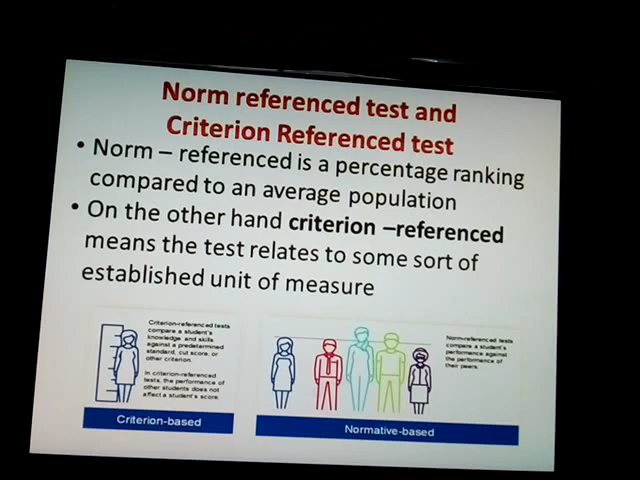 Norm referenced test and
Criterion Referenced test
• Norm – referenced is a percentage ranking
compared to an average population
• On the other hand criterion –referenced
means the test relates to some sort of
established unit of measure
Criterion-referenced tests
compare a student's
knowledge and skills
against a predetermined
standard, cut score, or
other criterion.
In criterion-referenced
tests, the performance of
other students does not
affect a student's score.
Criterion-based
Norm-referenced tests
compare a student's
performance against
the performance of
their peers.
Normative-based